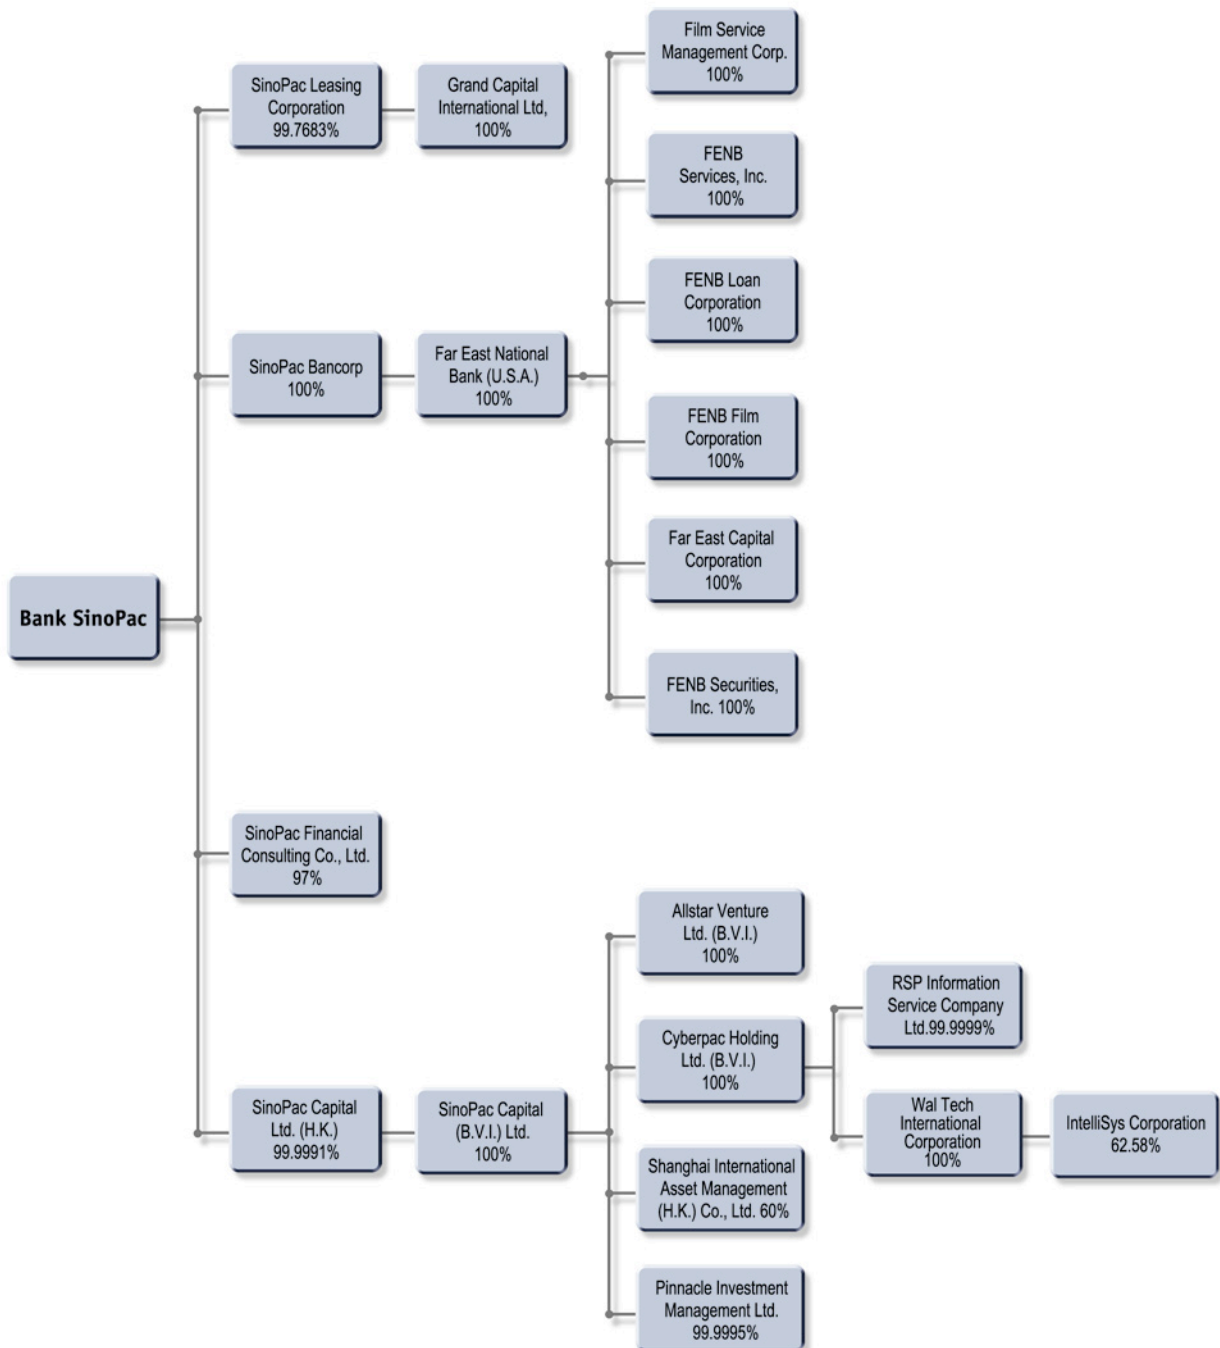 Film Service
Management Corp.
100%
SinoPac Leasing
Corporation
99.7683%
Grand Capital
International Ltd,
100%
FENB
Services, Inc.
100%
FENB Loan
Corporation
100%
SinoPac Bancorp
100%
Far East National
Bank (U.S.A.)
100%
FENB Film
Corporation
100%
Far East Capital
Corporation
100%
Bank SinoPac
FENB Securities,
Inc. 100%
SinoPac Financial
Consulting Co., Ltd.
97%
Allstar Venture
Ltd. (B.V.I.)
100%
RSP Information
Service Company
Ltd.99.9999%
Cyberpac Holding
Ltd. (B.V.I.)
100%
SinoPac Capital
Ltd. (H.K.)
99.9991%
SinoPac Capital
(B.V.I.) Ltd.
100%
Wal Tech
International
Corporation
100%
IntelliSys Corporation
62.58%
Shanghai International
Asset Management
(H.K.) Co., Ltd. 60%
Pinnacle Investment
Management Ltd.
99.9995%